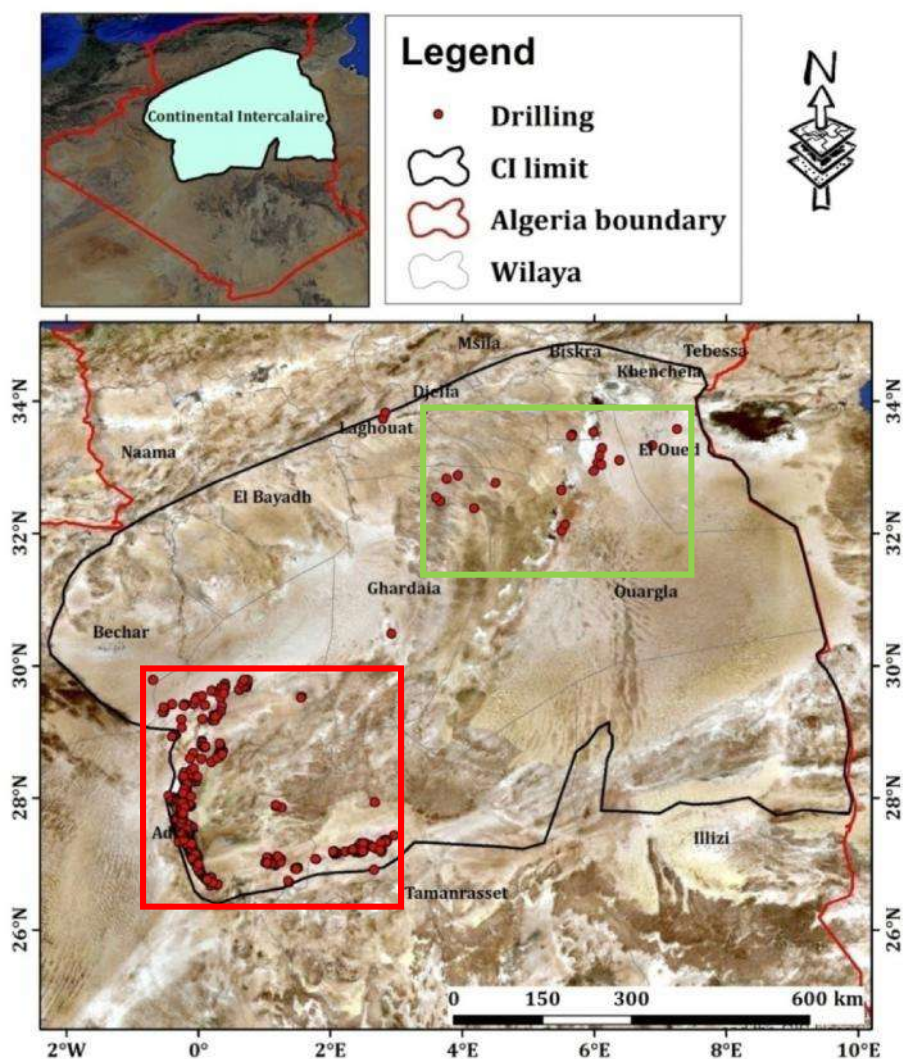 Continental Intercalaire
Legend
Drilling
CI limit
Algeria boundary
Wilaya
N
Msila
Biskra
Tebessa
Khenchela
Djelfa
Laghouat
Naama
El Oued
El Bayadh
Ghardaia
Ouargla
Bechar
Illizi
Tamanrasset
34°N
32°N
30°N
28°N
26°N
34°N
32°N
30°N
28°N
26°N
0 150 300 600 km
2°W 0° 2°E 4°E 6°E 8°E 10°E